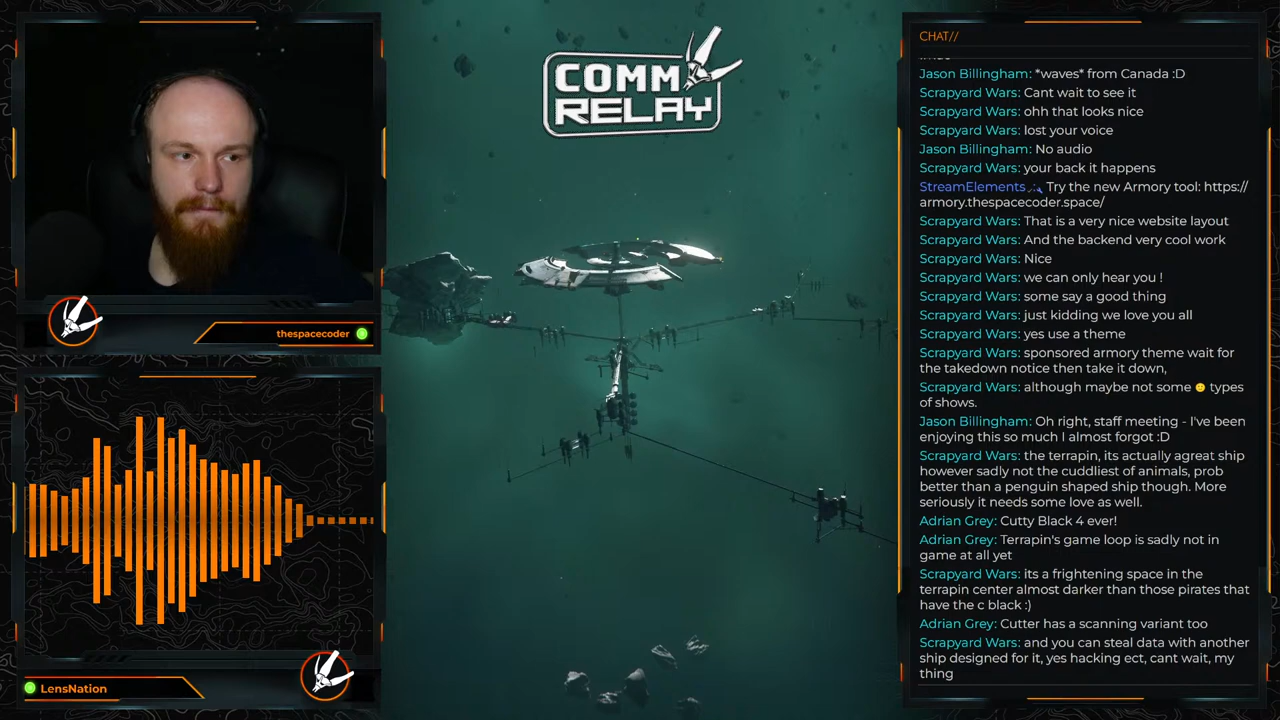 COMM
RELAY
thespacecoder
LensNation
CHAT//
Jason Billingham: *waves* from Canada :D
Scrapyard Wars: Cant wait to see it
Scrapyard Wars: ohh that looks nice
Scrapyard Wars: lost your voice
Jason Billingham: No audio
Scrapyard Wars: your back it happens
StreamElements Try the new Armory tool: https://
armory.thespacecoder.space/
Scrapyard Wars: That is a very nice website layout
Scrapyard Wars: And the backend very cool work
Scrapyard Wars: Nice
Scrapyard Wars: we can only hear you !
Scrapyard Wars: some say a good thing
Scrapyard Wars: just kidding we love you all
Scrapyard Wars: yes use a theme
Scrapyard Wars: sponsored armory theme wait for
the takedown notice then take it down,
Scrapyard Wars: although maybe not some 🙂 types
of shows.
Jason Billingham: Oh right, staff meeting - I've been
enjoying this so much I almost forgot :D
Scrapyard Wars: the terrapin, its actually agreat ship
however sadly not the cuddliest of animals, prob
better than a penguin shaped ship though. More
seriously it needs some love as well.
Adrian Grey: Cutty Black 4 ever!
Adrian Grey: Terrapin's game loop is sadly not in
game at all yet
Scrapyard Wars: its a frightening space in the
terrapin center almost darker than those pirates that
have the c black :)
Adrian Grey: Cutter has a scanning variant too
Scrapyard Wars: and you can steal data with another
ship designed for it, yes hacking ect, cant wait, my
thing